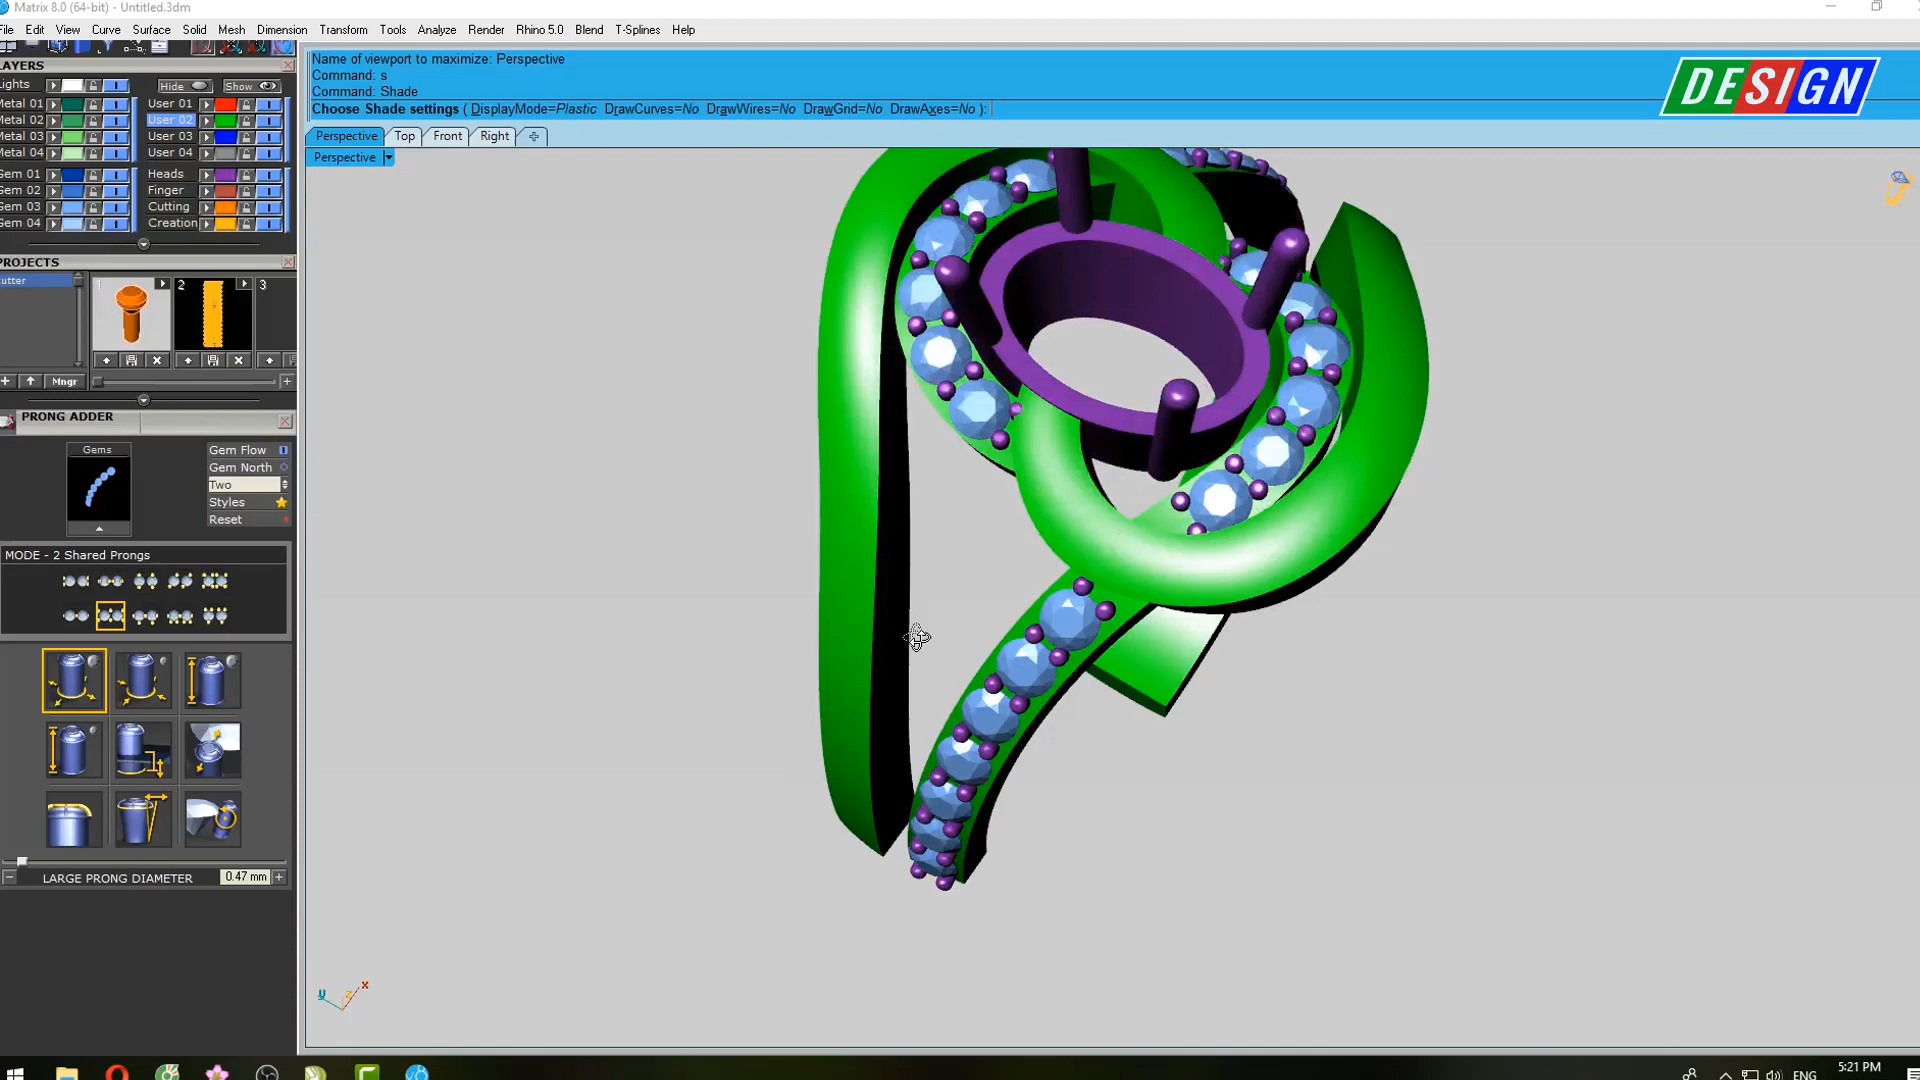 Matrix 8.0 (64-bit) - Untitled.3dm
File Edit View Curve Surface Solid Mesh Dimension Transform Tools Analyze Render Rhino 5.0 Blend T-Splines Help
Name of viewport to maximize: Perspective
Command: s
Command: Shade
Choose Shade settings ( DisplayMode=Plastic DrawCurves=No DrawWires=No DrawGrid=No DrawAxes=No ):
DESIGN
Perspective Top Front Right
Perspective
LAYERS
Lights Hide Show
Metal 01 User 01
Metal 02 User 02
Metal 03 User 03
Metal 04 User 04
Gem 01 Heads
Gem 02 Finger
Gem 03 Cutting
Gem 04 Creation
PROJECTS
utter 1 2 3
Mngr
PRONG ADDER
Gems
Gem Flow
Gem North
Two
Styles
Reset
MODE - 2 Shared Prongs
LARGE PRONG DIAMETER 0.47 mm
y z x
ENG
5:21 PM